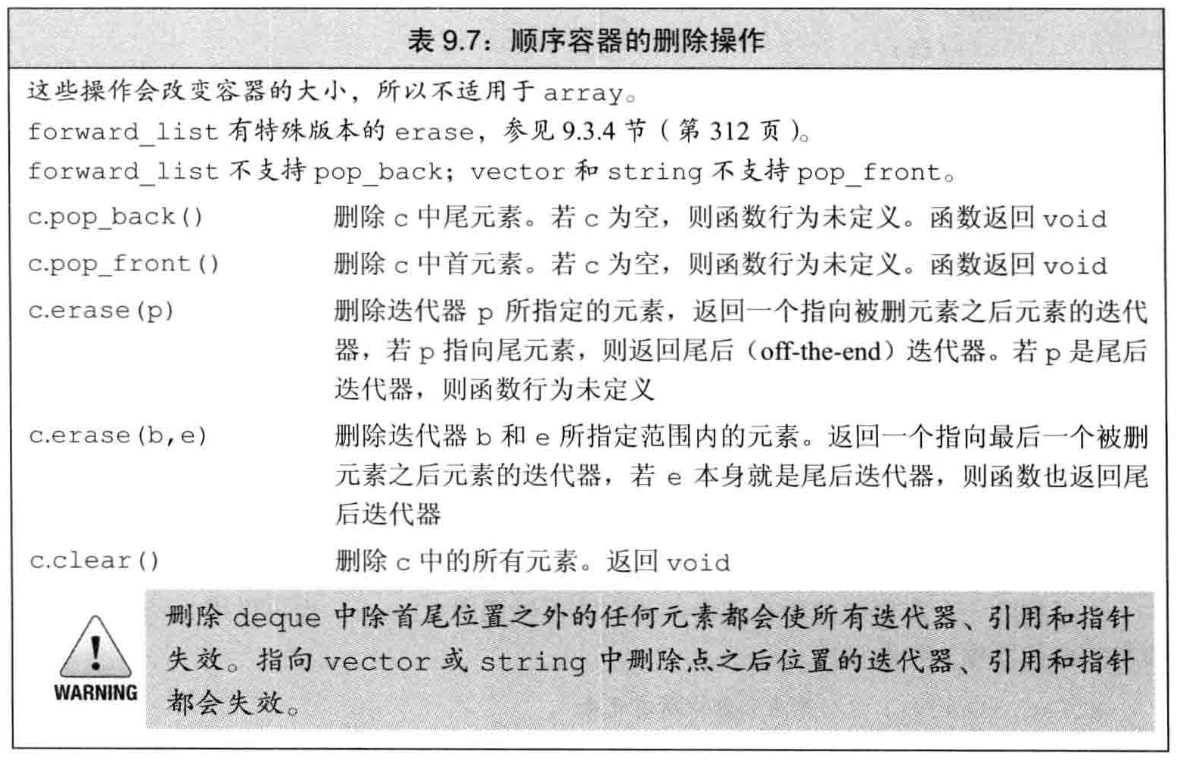 表 9.7：顺序容器的删除操作
这些操作会改变容器的大小，所以不适用于 array。
forward_list 有特殊版本的 erase，参见 9.3.4 节（第 312 页）。
forward_list 不支持 pop_back；vector 和 string 不支持 pop_front。
c.pop_back() 删除 c 中尾元素。若 c 为空，则函数行为未定义。函数返回 void
c.pop_front() 删除 c 中首元素。若 c 为空，则函数行为未定义。函数返回 void
c.erase(p) 删除迭代器 p 所指定的元素，返回一个指向被删元素之后元素的迭代
器，若 p 指向尾元素，则返回尾后（off-the-end）迭代器。若 p 是尾后
迭代器，则函数行为未定义
c.erase(b,e) 删除迭代器 b 和 e 所指定范围内的元素。返回一个指向最后一个被删
元素之后元素的迭代器，若 e 本身就是尾后迭代器，则函数也返回尾
后迭代器
c.clear() 删除 c 中的所有元素。返回 void
删除 deque 中除首尾位置之外的任何元素都会使所有迭代器、引用和指针
失效。指向 vector 或 string 中删除点之后位置的迭代器、引用和指针
都会失效。
WARNING